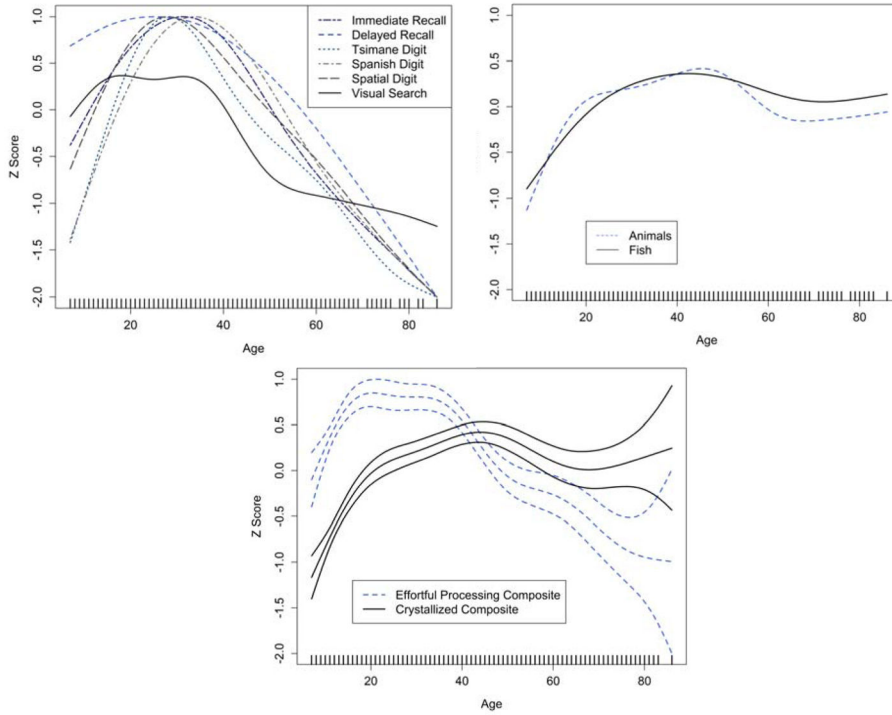 1.0
0.5
0.0
-0.5
-1.0
-1.5
-2.0
Z Score
Immediate Recall
Delayed Recall
Tsimane Digit
Spanish Digit
Spatial Digit
Visual Search
20 40 60 80
Age
1.0
0.5
0.0
-0.5
-1.0
-1.5
-2.0
Animals
Fish
20 40 60 80
Age
1.0
0.5
0.0
-0.5
-1.0
-1.5
-2.0
Z Score
Effortful Processing Composite
Crystallized Composite
20 40 60 80
Age